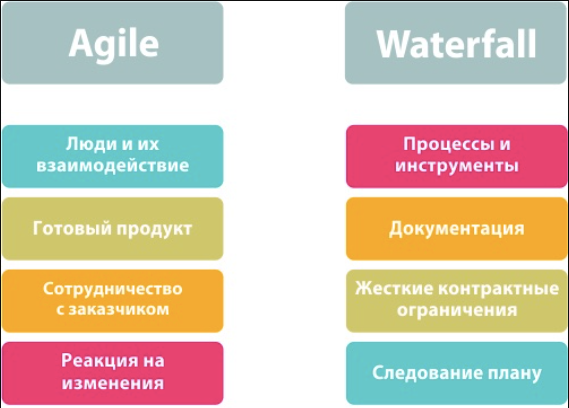 Agile
Waterfall
Люди и их
взаимодействие
Процессы и
инструменты
Готовый продукт
Документация
Сотрудничество
с заказчиком
Жесткие контрактные
ограничения
Реакция на
изменения
Следование плану